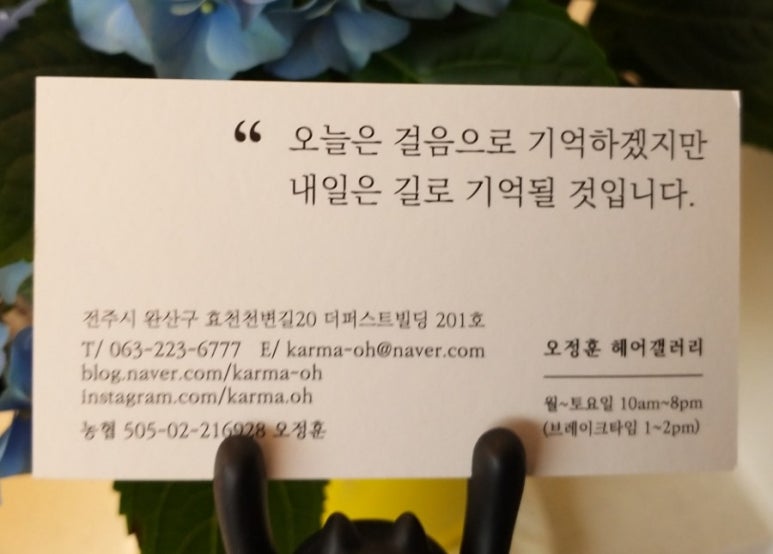 “ 오늘은 걸음으로 기억하겠지만
내일은 길로 기억될 것입니다.
전주시 완산구 효천천변길20 더퍼스트빌딩 201호
T/ 063-223-6777 E/ karma-oh@naver.com
blog.naver.com/karma-oh
instagram.com/karma.oh
농협 505-02-216928 오정훈
오정훈 헤어갤러리
월~토요일 10am~8pm
(브레이크타임 1~2pm)